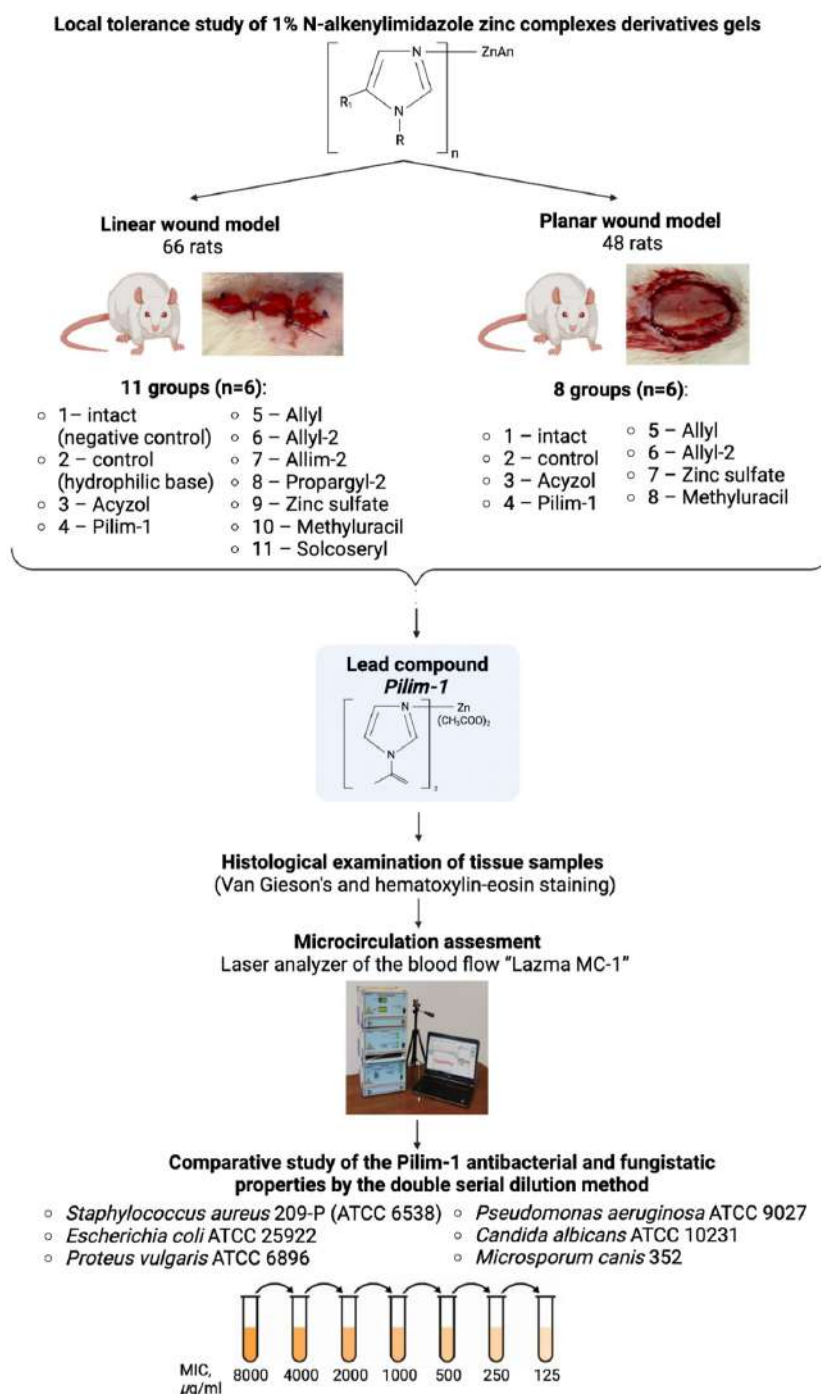 Local tolerance study of 1% N-alkenylimidazole zinc complexes derivatives gels
N
ZnAn
R₁
N
R
n
Linear wound model
66 rats
11 groups (n=6):
1 – intact
(negative control)
2 – control
(hydrophilic base)
3 – Acyzol
4 – Pilim-1
5 – Allyl
6 – Allyl-2
7 – Allim-2
8 – Propargyl-2
9 – Zinc sulfate
10 – Methyluracil
11 – Solcoseryl
Planar wound model
48 rats
8 groups (n=6):
1 – intact
2 – control
3 – Acyzol
4 – Pilim-1
5 – Allyl
6 – Allyl-2
7 – Zinc sulfate
8 – Methyluracil
Lead compound
Pilim-1
N
Zn
(CH₃COO)₂
N
Histological examination of tissue samples
(Van Gieson's and hematoxylin-eosin staining)
Microcirculation assesment
Laser analyzer of the blood flow “Lazma MC-1”
Comparative study of the Pilim-1 antibacterial and fungistatic
properties by the double serial dilution method
Staphylococcus aureus 209-P (ATCC 6538)
Escherichia coli ATCC 25922
Proteus vulgaris ATCC 6896
Pseudomonas aeruginosa ATCC 9027
Candida albicans ATCC 10231
Microsporum canis 352
MIC,
µg/ml
8000 4000 2000 1000 500 250 125